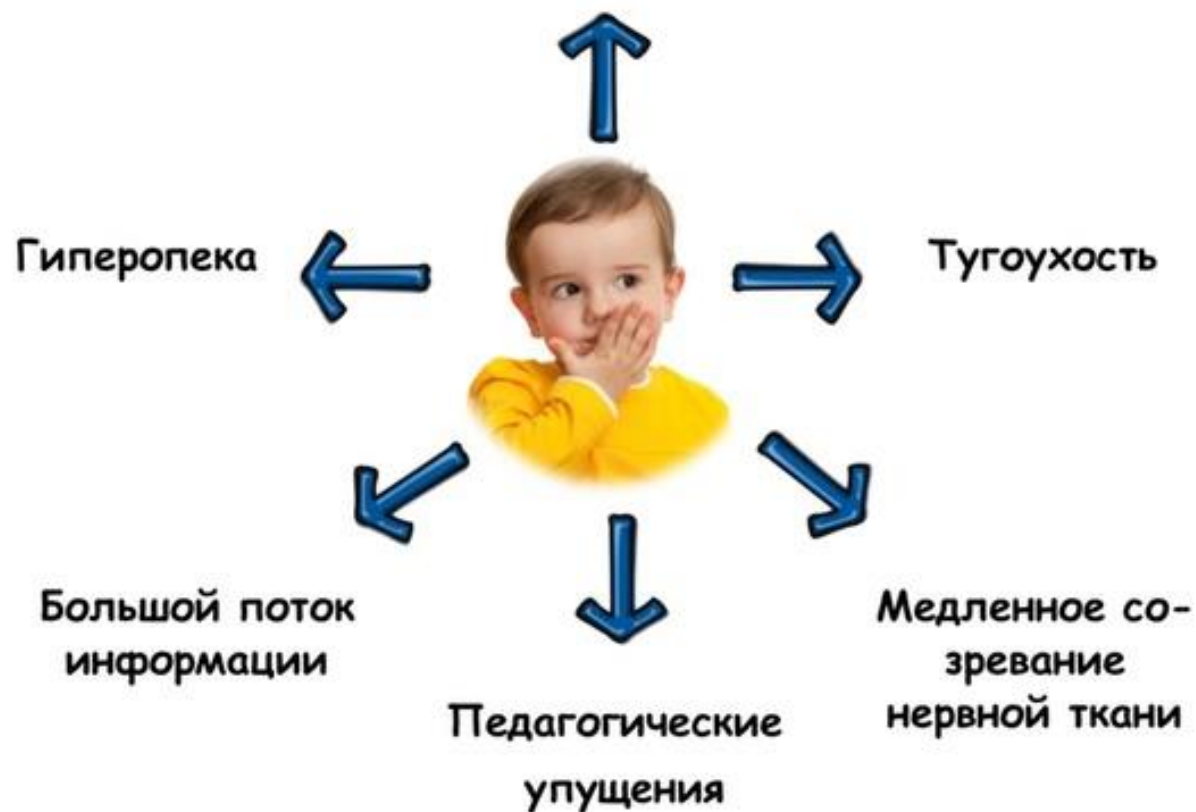 Гиперопека
Тугоухость
Большой поток
информации
Медленное со-
зревание
нервной ткани
Педагогические
упущения